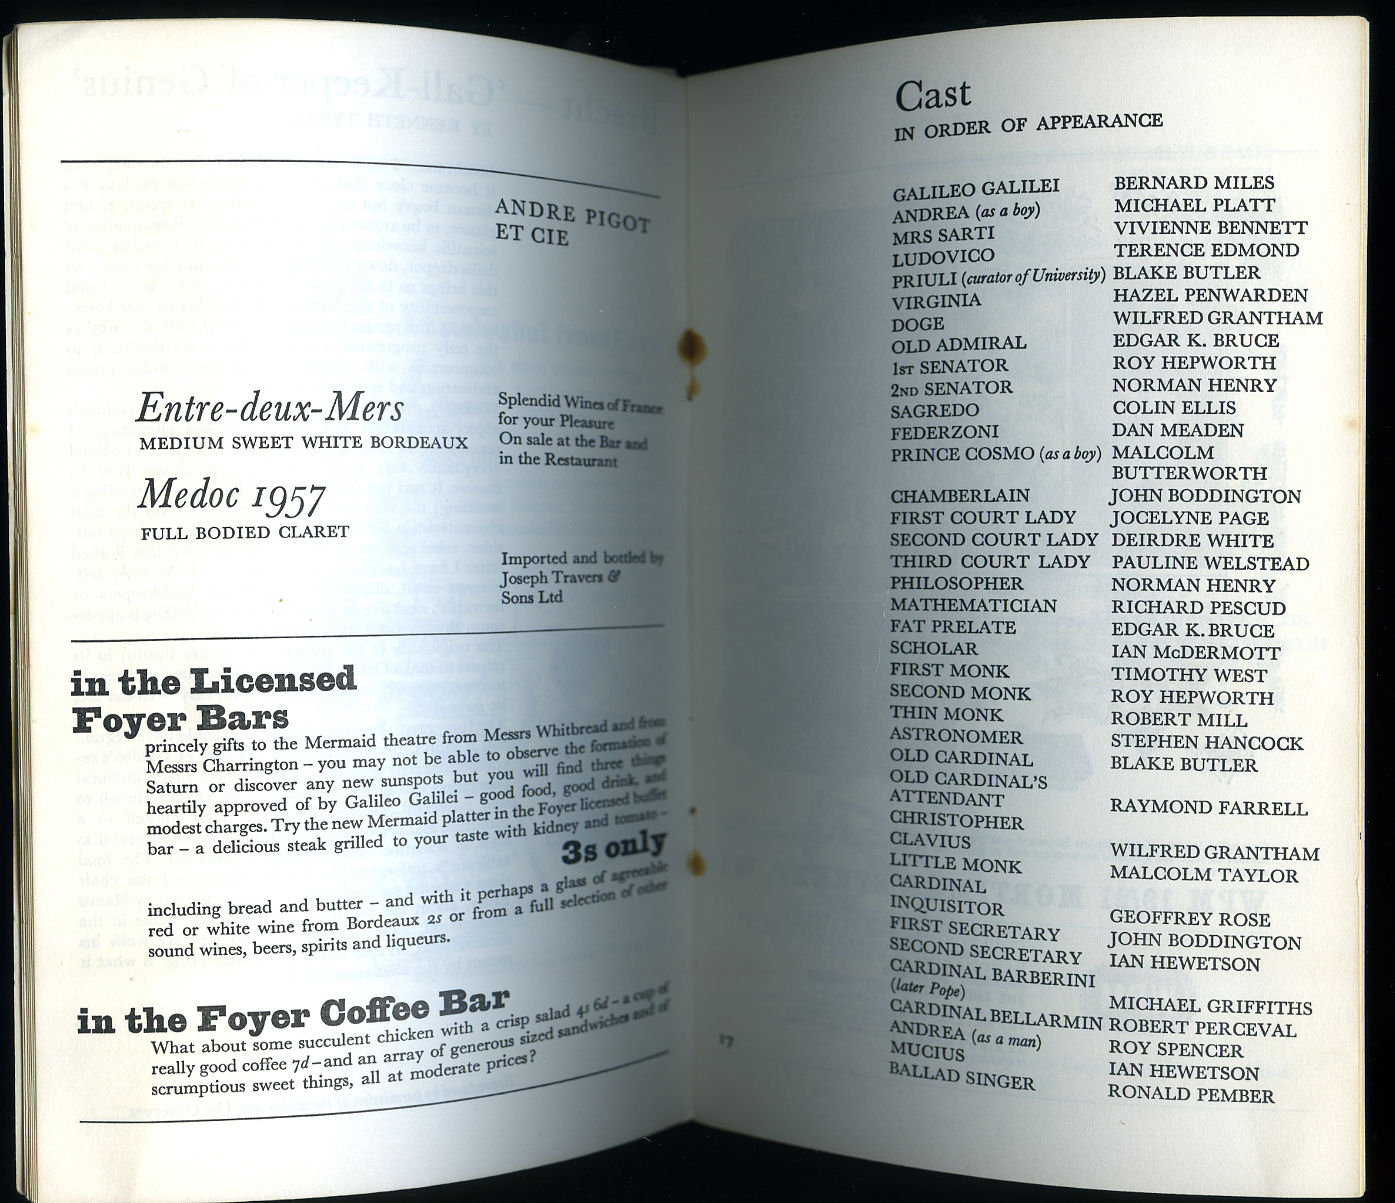 ANDRE PIGOT
ET CIE
Entre-deux-Mers
MEDIUM SWEET WHITE BORDEAUX
Medoc 1957
FULL BODIED CLARET
Splendid Wines of France
for your Pleasure
On sale at the Bar and
in the Restaurant
Imported and bottled by
Joseph Travers &
Sons Ltd
in the Licensed
Foyer Bars
princely gifts to the Mermaid theatre from Messrs Whitbread and from
Messrs Charrington – you may not be able to observe the formation of
Saturn or discover any new sunspots but you will find three things
heartily approved of by Galileo Galilei – good food, good drink, and
modest charges. Try the new Mermaid platter in the Foyer licensed buffet
bar – a delicious steak grilled to your taste with kidney and tomato –
3s only
including bread and butter – and with it perhaps a glass of agreeable
red or white wine from Bordeaux 2s or from a full selection of other
sound wines, beers, spirits and liqueurs.
in the Foyer Coffee Bar
What about some succulent chicken with a crisp salad 4s 6d – a cup of
really good coffee 7d – and an array of generous sized sandwiches and of
scrumptious sweet things, all at moderate prices?
Cast
IN ORDER OF APPEARANCE
GALILEO GALILEI BERNARD MILES
ANDREA (as a boy) MICHAEL PLATT
MRS SARTI VIVIENNE BENNETT
LUDOVICO TERENCE EDMOND
PRIULI (curator of University) BLAKE BUTLER
VIRGINIA HAZEL PENWARDEN
DOGE WILFRED GRANTHAM
OLD ADMIRAL EDGAR K. BRUCE
1ST SENATOR ROY HEPWORTH
2ND SENATOR NORMAN HENRY
SAGREDO COLIN ELLIS
FEDERZONI DAN MEADEN
PRINCE COSMO (as a boy) MALCOLM
BUTTERWORTH
CHAMBERLAIN JOHN BODDINGTON
FIRST COURT LADY JOCELYNE PAGE
SECOND COURT LADY DEIRDRE WHITE
THIRD COURT LADY PAULINE WELSTEAD
PHILOSOPHER NORMAN HENRY
MATHEMATICIAN RICHARD PESCUD
FAT PRELATE EDGAR K. BRUCE
SCHOLAR IAN McDERMOTT
FIRST MONK TIMOTHY WEST
SECOND MONK ROY HEPWORTH
THIN MONK ROBERT MILL
ASTRONOMER STEPHEN HANCOCK
OLD CARDINAL BLAKE BUTLER
OLD CARDINAL'S
ATTENDANT RAYMOND FARRELL
CHRISTOPHER
CLAVIUS WILFRED GRANTHAM
LITTLE MONK MALCOLM TAYLOR
CARDINAL
INQUISITOR GEOFFREY ROSE
FIRST SECRETARY JOHN BODDINGTON
SECOND SECRETARY IAN HEWETSON
CARDINAL BARBERINI
(later Pope) MICHAEL GRIFFITHS
CARDINAL BELLARMIN ROBERT PERCEVAL
ANDREA (as a man) ROY SPENCER
MUCIUS IAN HEWETSON
BALLAD SINGER RONALD PEMBER